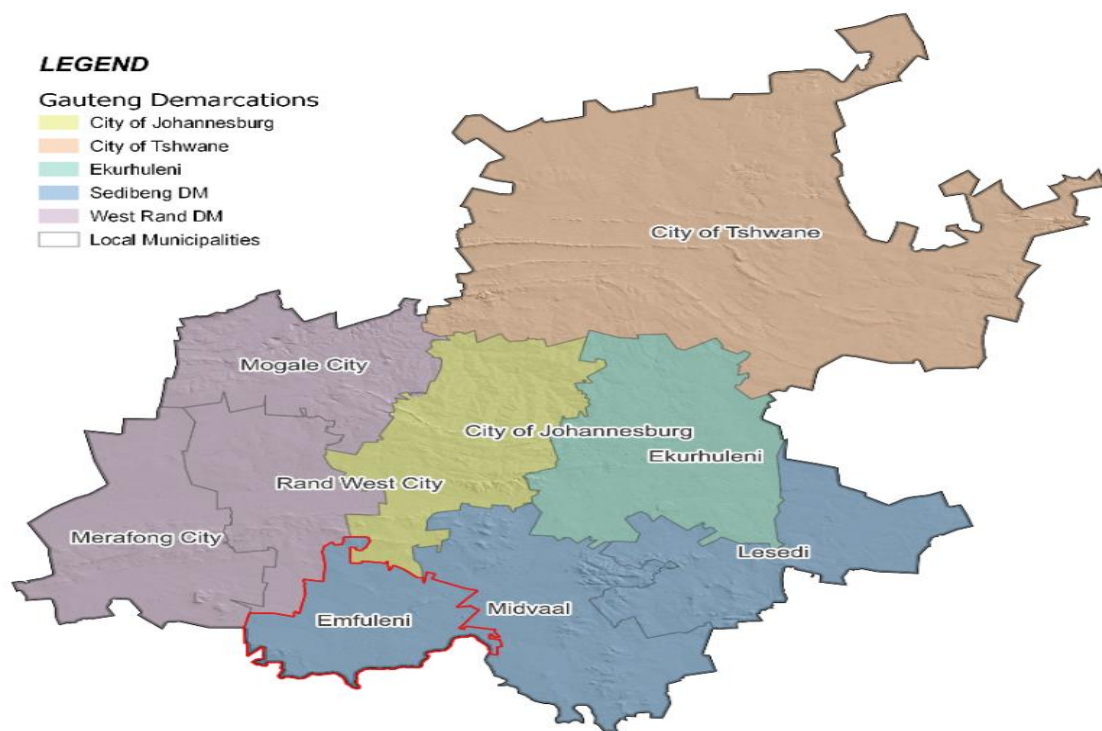 LEGEND
Gauteng Demarcations
City of Johannesburg
City of Tshwane
Ekurhuleni
Sedibeng DM
West Rand DM
Local Municipalities
City of Tshwane
Mogale City
City of Johannesburg
Ekurhuleni
Rand West City
Merafong City
Lesedi
Midvaal
Emfuleni